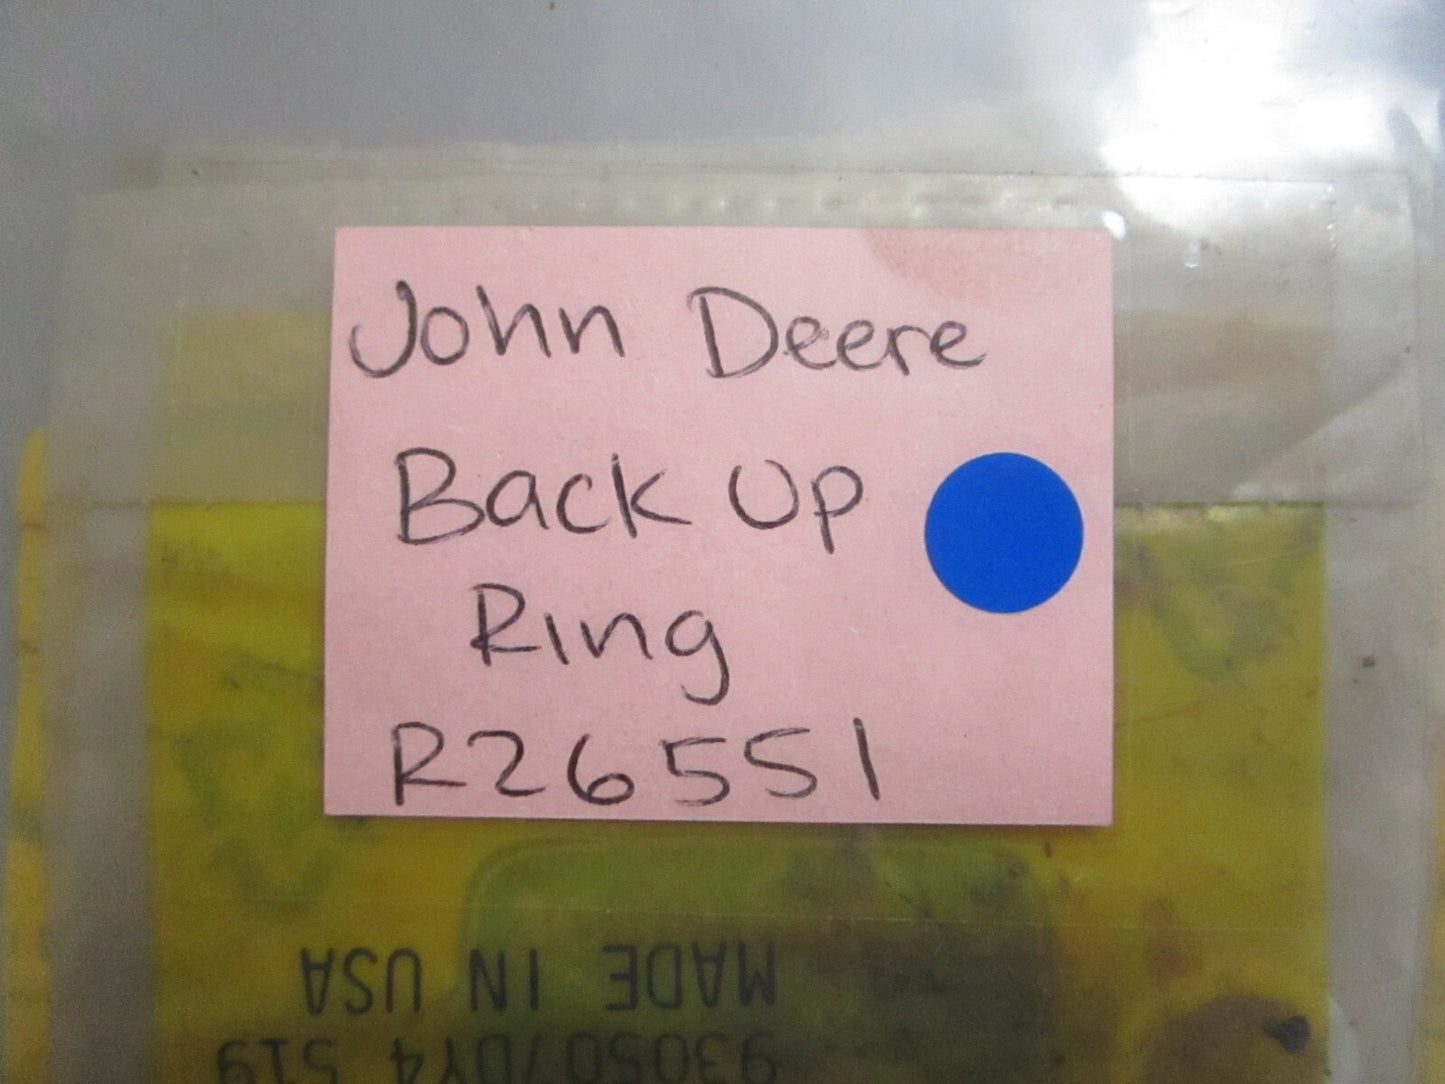 John Deere
Back Up
Ring
R26551
MADE IN USA